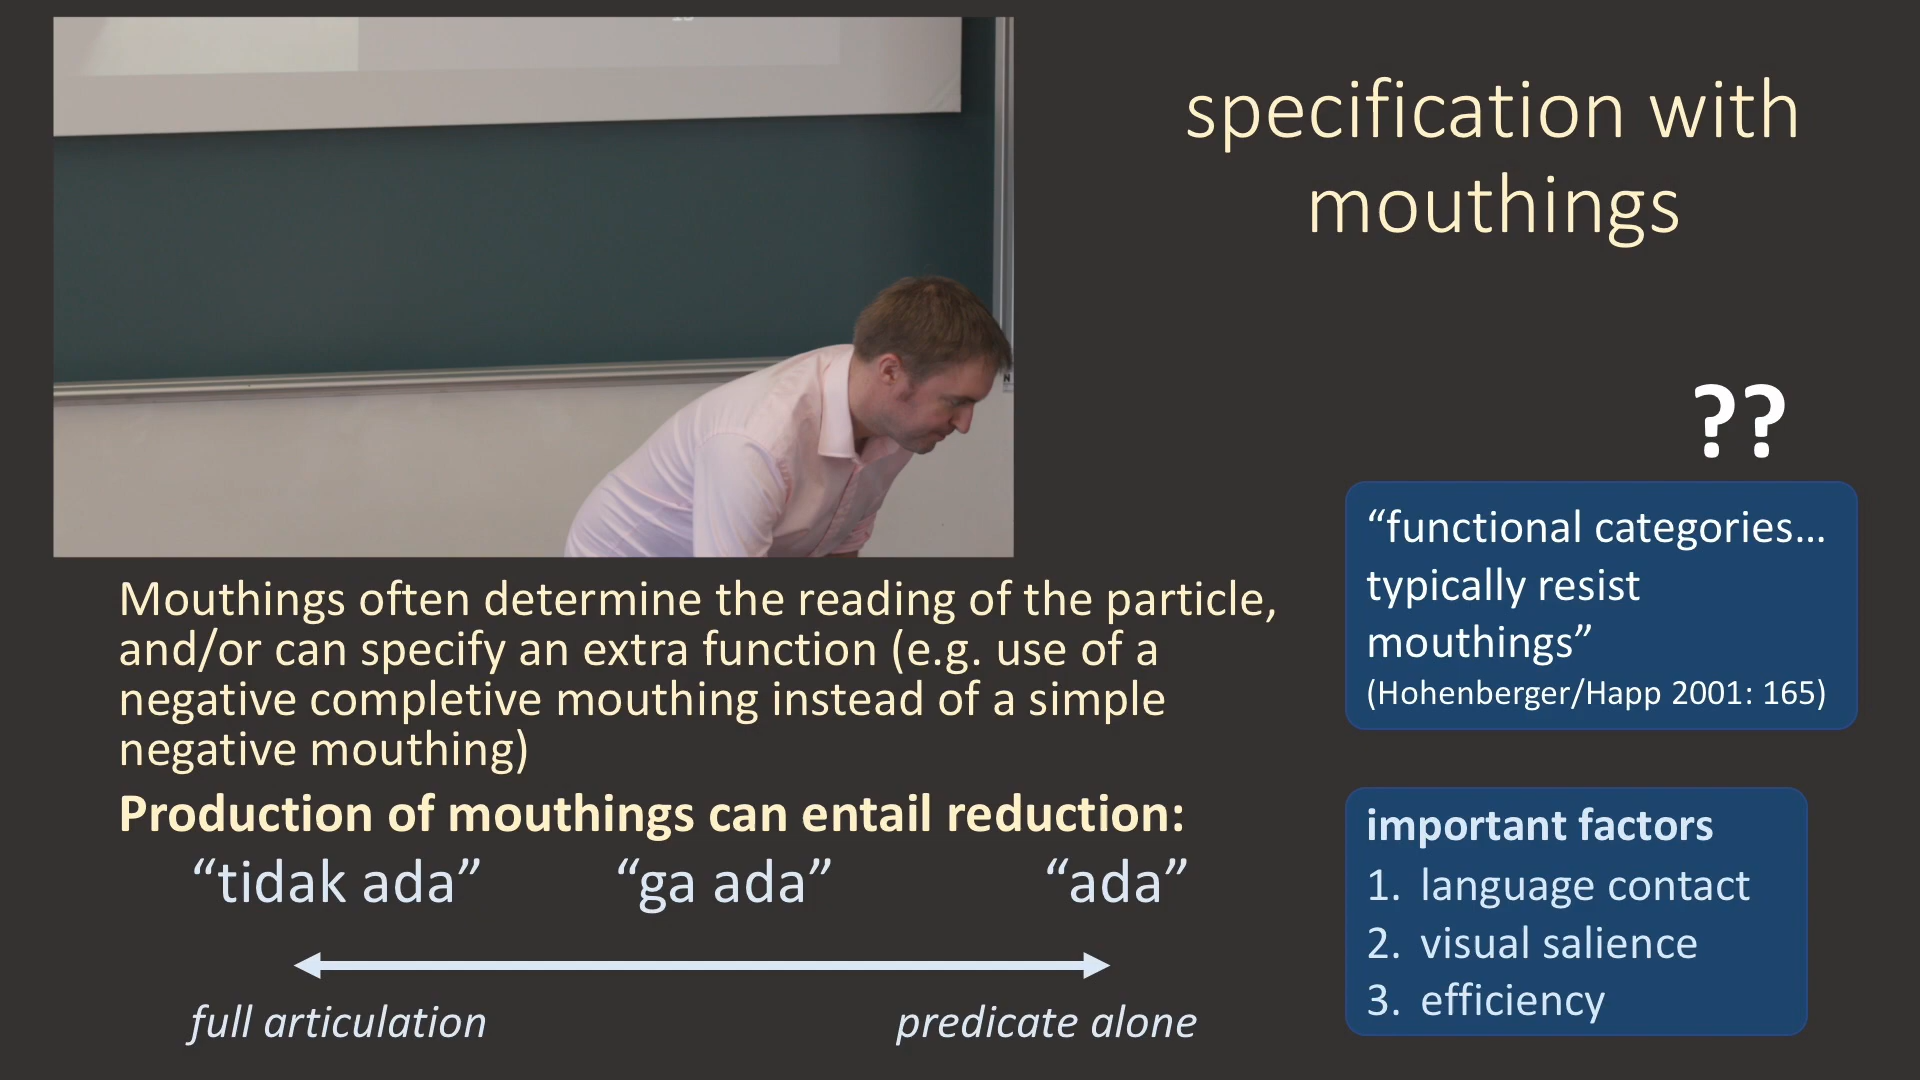 specification with
mouthings
??
“functional categories…
typically resist
mouthings”
(Hohenberger/Happ 2001: 165)
Mouthings often determine the reading of the particle,
and/or can specify an extra function (e.g. use of a
negative completive mouthing instead of a simple
negative mouthing)
Production of mouthings can entail reduction:
“tidak ada” “ga ada” “ada”
full articulation predicate alone
important factors
1. language contact
2. visual salience
3. efficiency